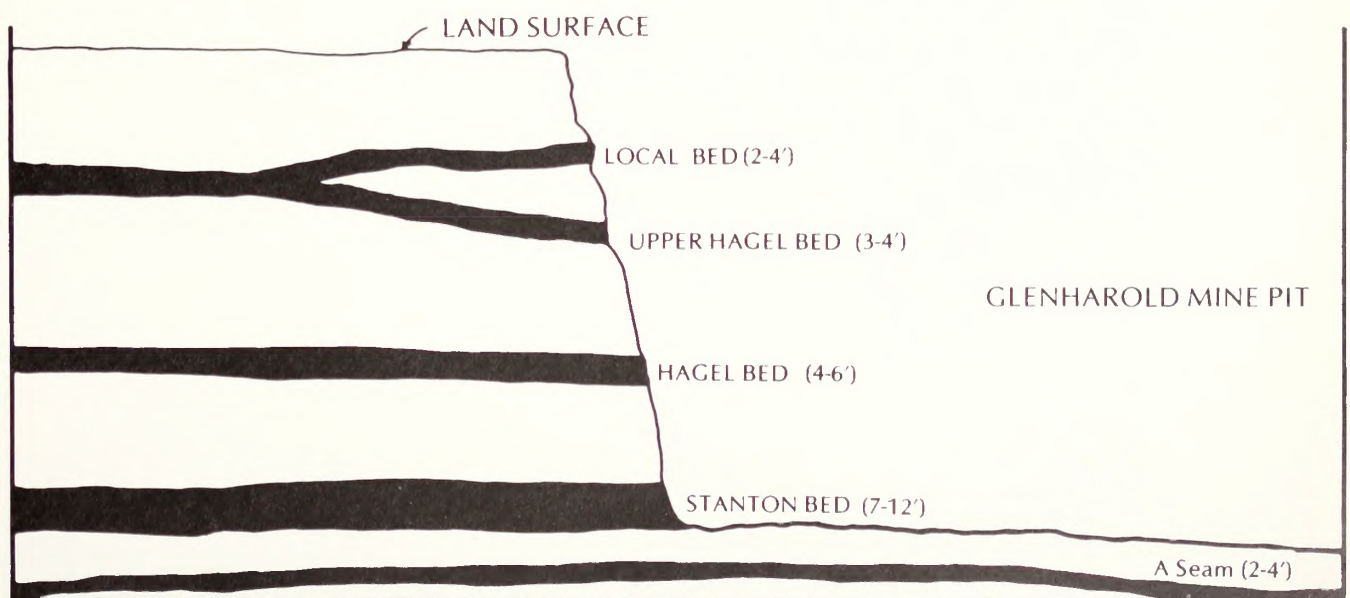 LAND SURFACE
LOCAL BED (2-4')
UPPER HAGEL BED (3-4')
GLENHAROLD MINE PIT
HAGEL BED (4-6')
STANTON BED (7-12')
A Seam (2-4')